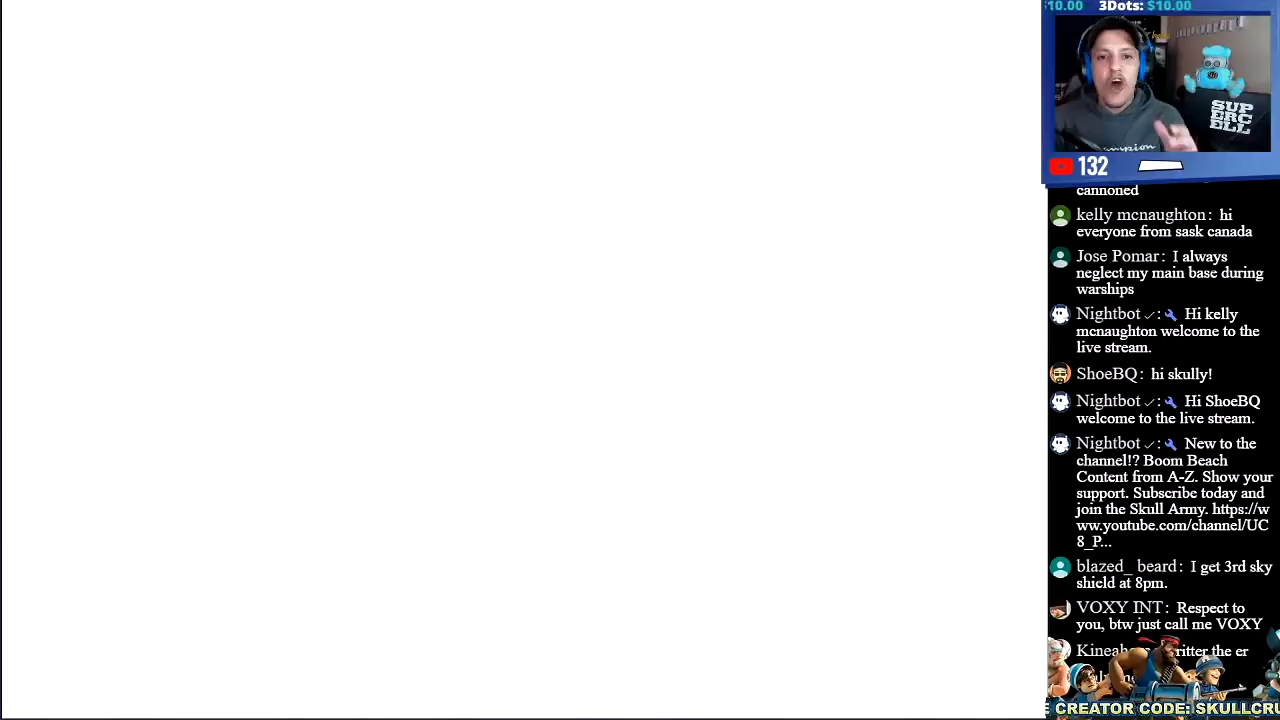 $10.00 3Dots: $10.00
hello
SUP
ERC
ELL
132
cannoned
kelly mcnaughton: hi
everyone from sask canada
Jose Pomar: I always
neglect my main base during
warships
Nightbot ✓: Hi kelly
mcnaughton welcome to the
live stream.
ShoeBQ: hi skully!
Nightbot ✓: Hi ShoeBQ
welcome to the live stream.
Nightbot ✓: New to the
channel!? Boom Beach
Content from A-Z. Show your
support. Subscribe today and
join the Skull Army. https://w
ww.youtube.com/channel/UC
8_P...
blazed_ beard: I get 3rd sky
shield at 8pm.
VOXY INT: Respect to
you, btw just call me VOXY
ritter the er
CREATOR CODE: SKULLCRU